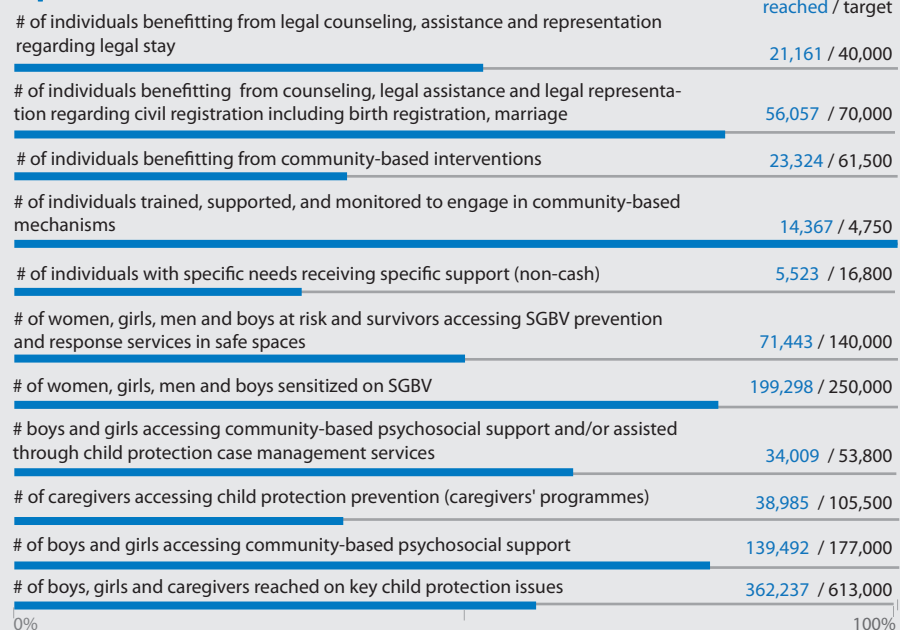 reached / target
# of individuals benefitting from legal counseling, assistance and representation
regarding legal stay
21,161 / 40,000
# of individuals benefitting from counseling, legal assistance and legal representa-
tion regarding civil registration including birth registration, marriage
56,057 / 70,000
# of individuals benefitting from community-based interventions
23,324 / 61,500
# of individuals trained, supported, and monitored to engage in community-based
mechanisms
14,367 / 4,750
# of individuals with specific needs receiving specific support (non-cash)
5,523 / 16,800
# of women, girls, men and boys at risk and survivors accessing SGBV prevention
and response services in safe spaces
71,443 / 140,000
# of women, girls, men and boys sensitized on SGBV
199,298 / 250,000
# boys and girls accessing community-based psychosocial support and/or assisted
through child protection case management services
34,009 / 53,800
# of caregivers accessing child protection prevention (caregivers' programmes)
38,985 / 105,500
# of boys and girls accessing community-based psychosocial support
139,492 / 177,000
# of boys, girls and caregivers reached on key child protection issues
362,237 / 613,000
0%
100%